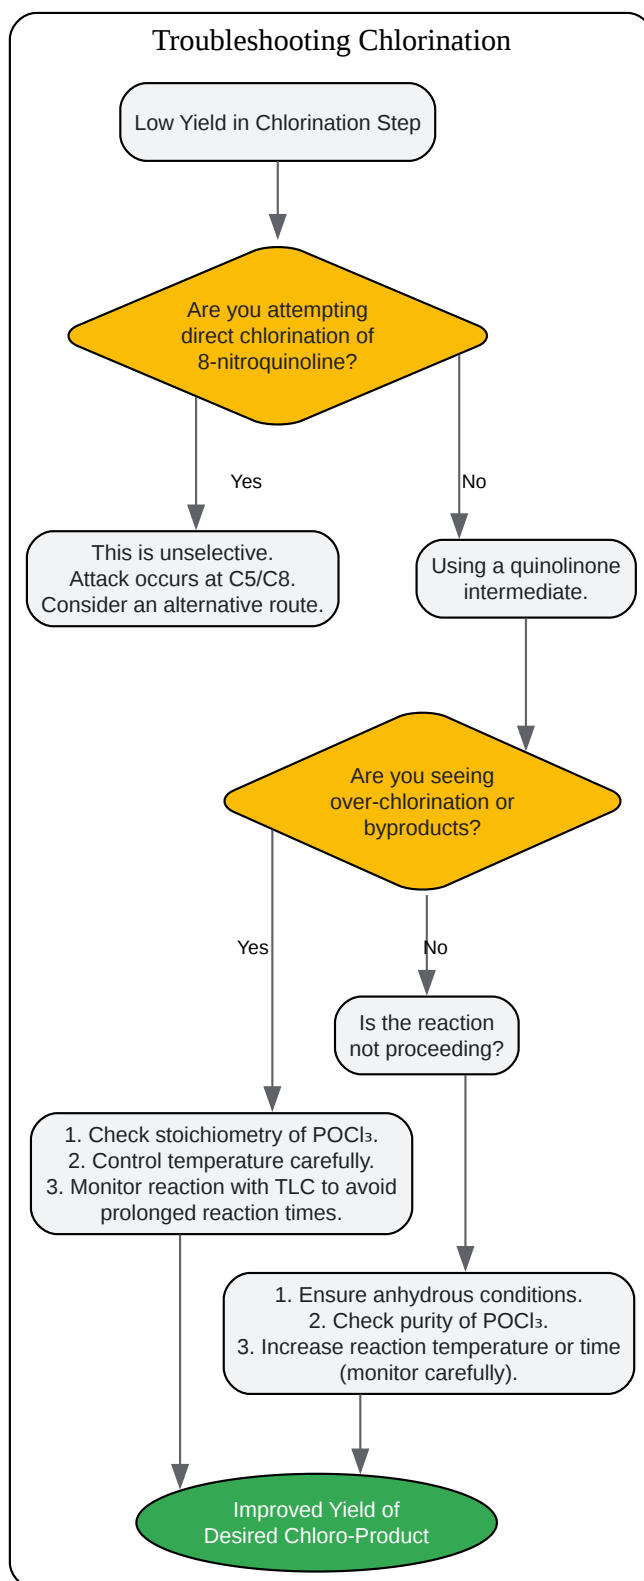 Troubleshooting Chlorination
Low Yield in Chlorination Step
Are you attempting
direct chlorination of
8-nitroquinoline?
Yes
No
This is unselective.
Attack occurs at C5/C8.
Consider an alternative route.
Using a quinolinone
intermediate.
Are you seeing
over-chlorination or
byproducts?
Yes
No
Is the reaction
not proceeding?
1. Check stoichiometry of POCl₃.
2. Control temperature carefully.
3. Monitor reaction with TLC to avoid
prolonged reaction times.
1. Ensure anhydrous conditions.
2. Check purity of POCl₃.
3. Increase reaction temperature or time
(monitor carefully).
Improved Yield of
Desired Chloro-Product